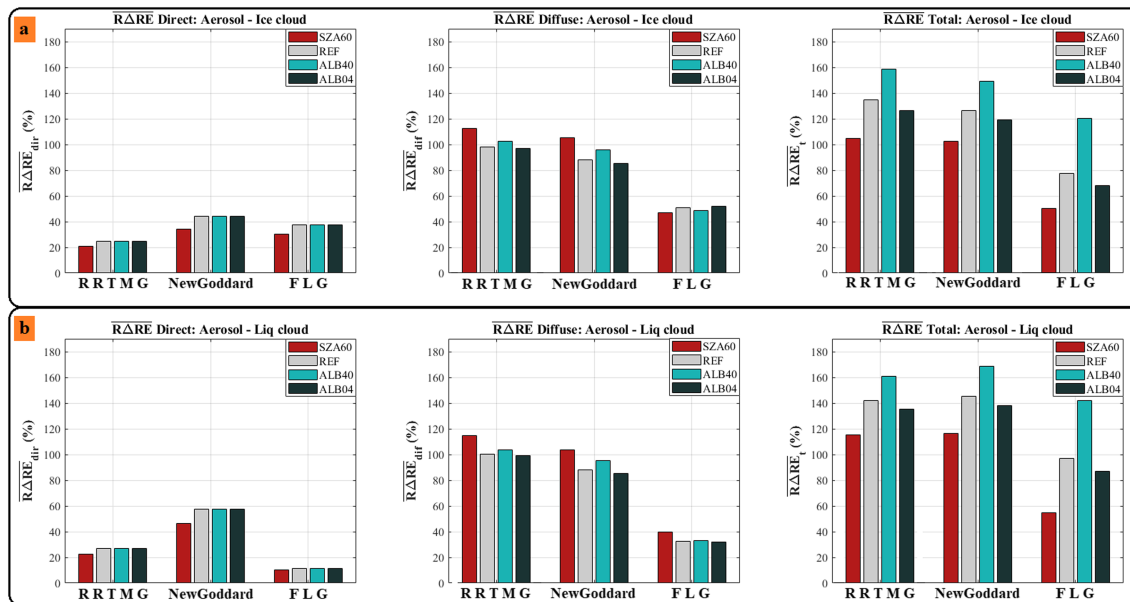 a
R△RE Direct: Aerosol - Ice cloud
R△RE_dir (%)
180
160
140
120
100
80
60
40
20
0
SZA60
REF
ALB40
ALB04
R R T M G NewGoddard F L G
R△RE Diffuse: Aerosol - Ice cloud
R△RE_dif (%)
180
160
140
120
100
80
60
40
20
0
SZA60
REF
ALB40
ALB04
R R T M G NewGoddard F L G
R△RE Total: Aerosol - Ice cloud
R△RE_t (%)
180
160
140
120
100
80
60
40
20
0
SZA60
REF
ALB40
ALB04
R R T M G NewGoddard F L G
b
R△RE Direct: Aerosol - Liq cloud
R△RE_dir (%)
180
160
140
120
100
80
60
40
20
0
SZA60
REF
ALB40
ALB04
R R T M G NewGoddard F L G
R△RE Diffuse: Aerosol - Liq cloud
R△RE_dif (%)
180
160
140
120
100
80
60
40
20
0
SZA60
REF
ALB40
ALB04
R R T M G NewGoddard F L G
R△RE Total: Aerosol - Liq cloud
R△RE_t (%)
180
160
140
120
100
80
60
40
20
0
SZA60
REF
ALB40
ALB04
R R T M G NewGoddard F L G